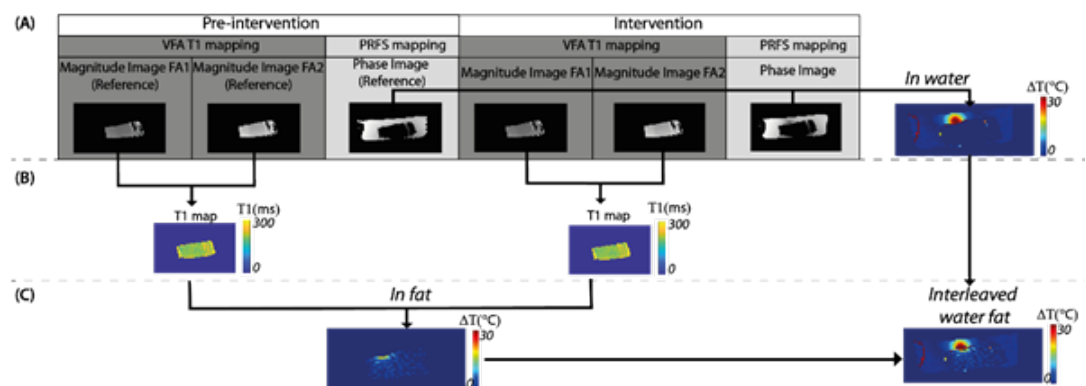 (A)
Pre-intervention
Intervention
VFA T1 mapping
PRFS mapping
VFA T1 mapping
PRFS mapping
Magnitude Image FA1
(Reference)
Magnitude Image FA2
(Reference)
Phase Image
(Reference)
Magnitude Image FA1
Magnitude Image FA2
Phase Image
In water
ΔT(°C)
30
0
(B)
T1 map
T1(ms)
300
0
T1 map
T1(ms)
300
0
(C)
In fat
ΔT(°C)
30
0
Interleaved
water fat
ΔT(°C)
30
0